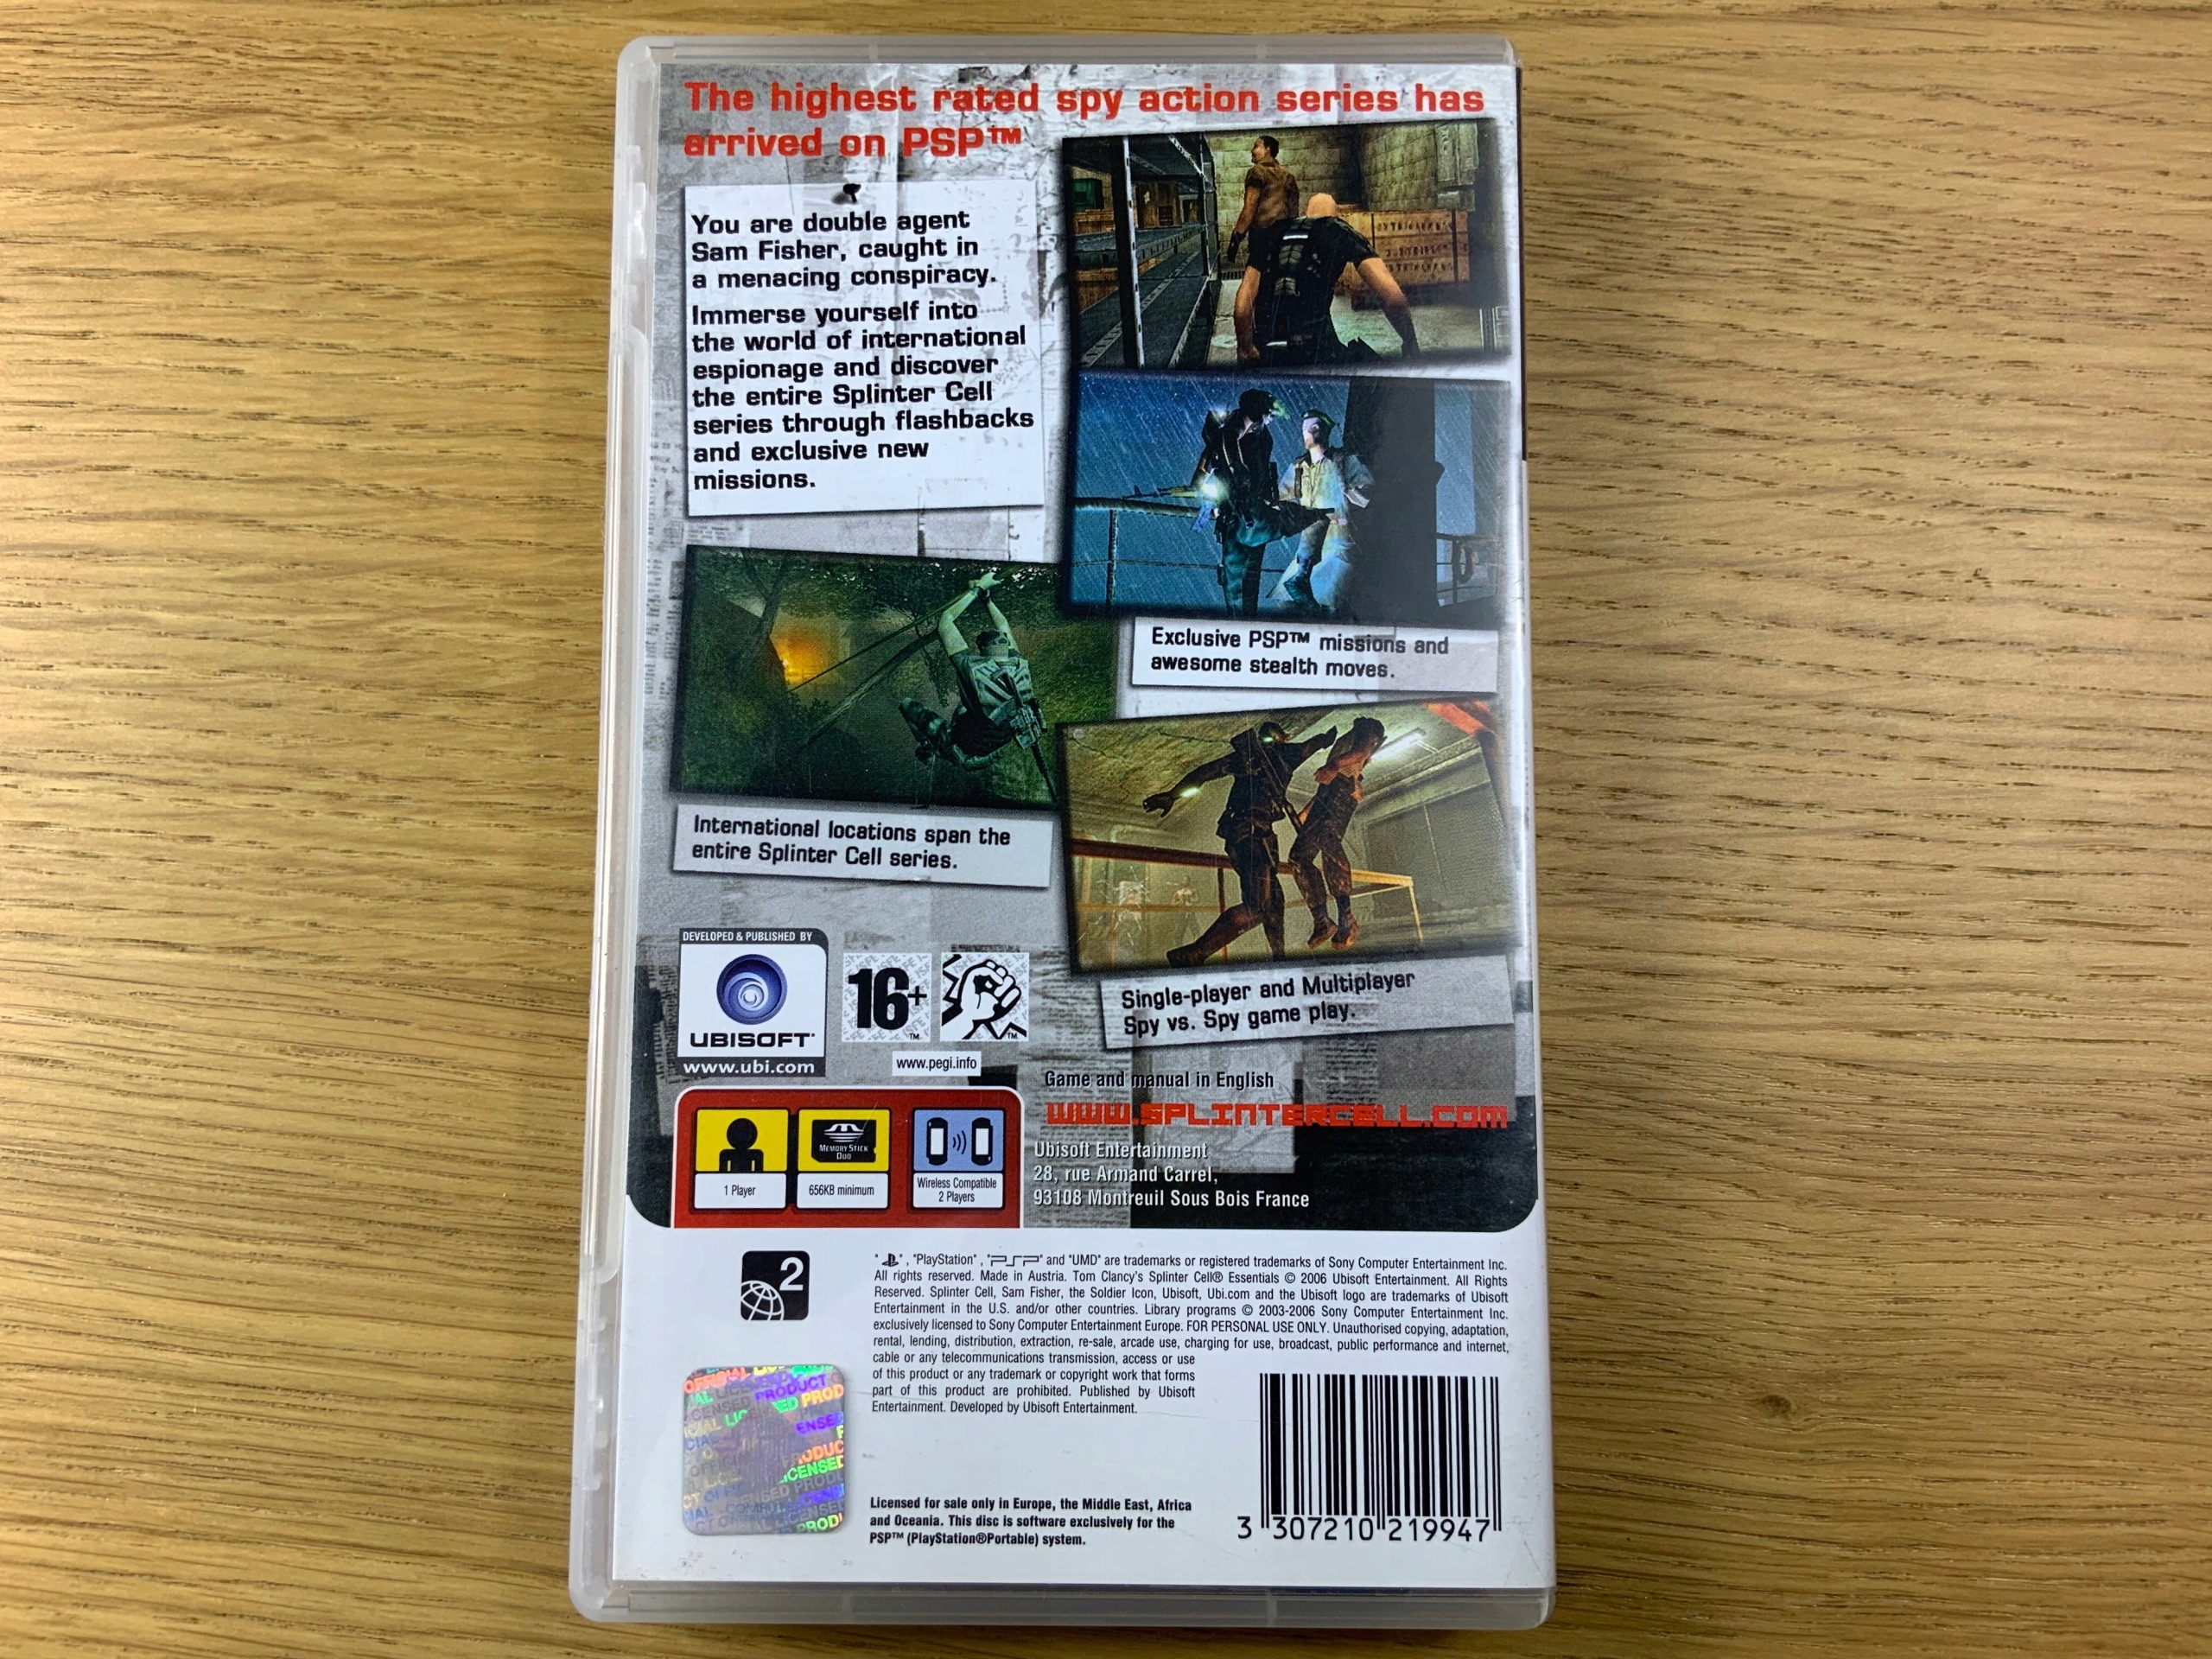 The highest rated spy action series has
arrived on PSP™
You are double agent
Sam Fisher, caught in
a menacing conspiracy.
Immerse yourself into
the world of international
espionage and discover
the entire Splinter Cell
series through flashbacks
and exclusive new
missions.
Exclusive PSP™ missions and
awesome stealth moves.
International locations span the
entire Splinter Cell series.
Single-player and Multiplayer
Spy vs. Spy game play.
DEVELOPED & PUBLISHED BY
UBISOFT
www.ubi.com
16+
www.pegi.info
Game and manual in English
WWW.SPLINTERCELL.COM
Ubisoft Entertainment
28, rue Armand Carrel,
93108 Montreuil Sous Bois France
MEMORY STICK
DUO
1 Player
656KB minimum
Wireless Compatible
2 Players
2
"", "PlayStation", "PSP" and "UMD" are trademarks or registered trademarks of Sony Computer Entertainment Inc.
All rights reserved. Made in Austria. Tom Clancy's Splinter Cell® Essentials © 2006 Ubisoft Entertainment. All Rights
Reserved. Splinter Cell, Sam Fisher, the Soldier Icon, Ubisoft, Ubi.com and the Ubisoft logo are trademarks of Ubisoft
Entertainment in the U.S. and/or other countries. Library programs © 2003-2006 Sony Computer Entertainment Inc.
exclusively licensed to Sony Computer Entertainment Europe. FOR PERSONAL USE ONLY. Unauthorised copying, adaptation,
rental, lending, distribution, extraction, re-sale, arcade use, charging for use, broadcast, public performance and internet,
cable or any telecommunications transmission, access or use
of this product or any trademark or copyright work that forms
part of this product are prohibited. Published by Ubisoft
Entertainment. Developed by Ubisoft Entertainment.
Licensed for sale only in Europe, the Middle East, Africa
and Oceania. This disc is software exclusively for the
PSP™ (PlayStation®Portable) system.
3 307210 219947